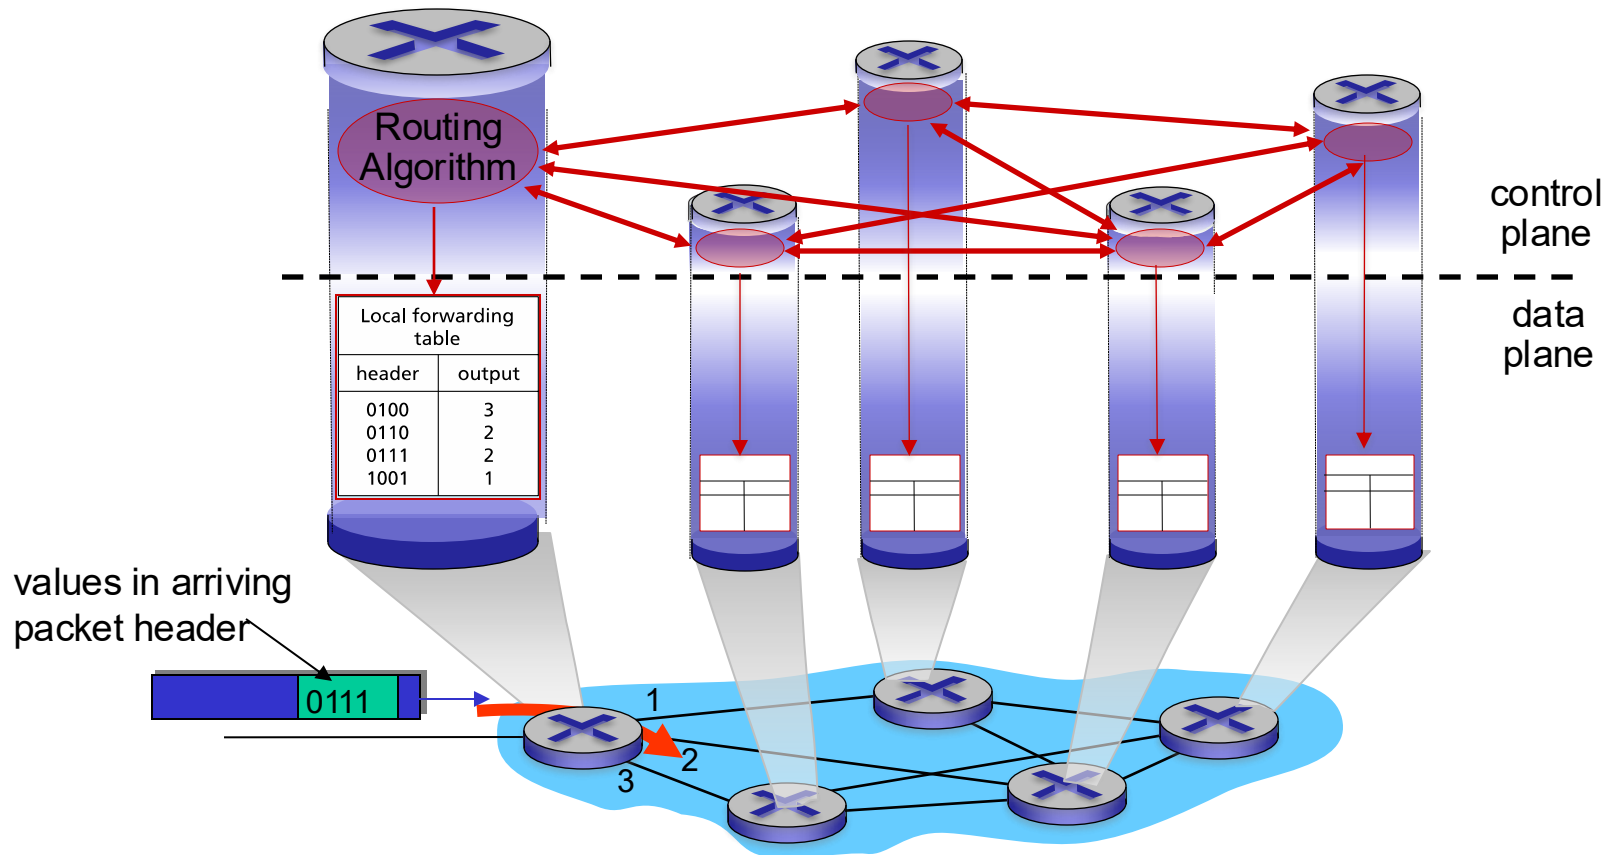 Routing
Algorithm
control
plane
data
plane
Local forwarding
table
header output
0100 3
0110 2
0111 2
1001 1
values in arriving
packet header
0111
1
2
3